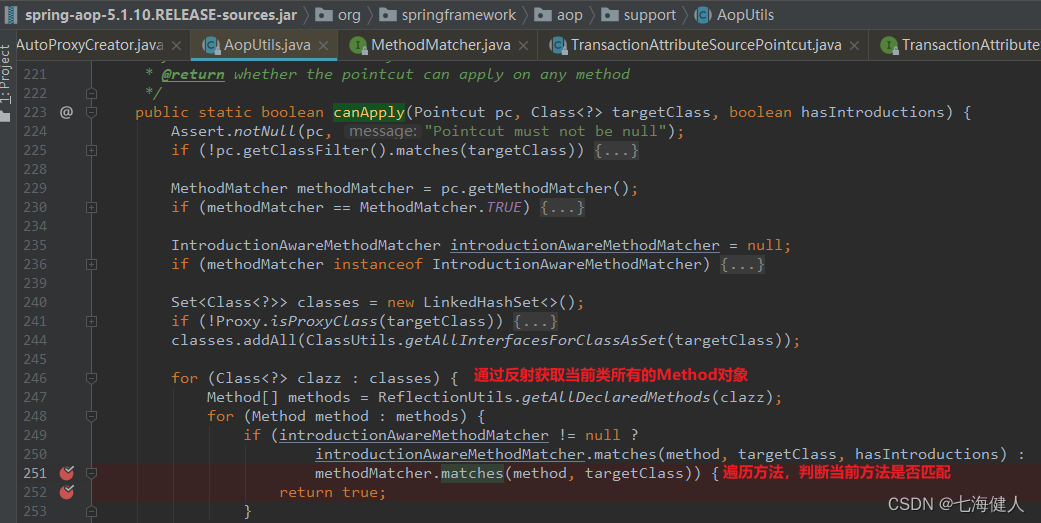 spring-aop-5.1.10.RELEASE-sources.jar org springframework aop support AopUtils
AutoProxyCreator.java AopUtils.java MethodMatcher.java TransactionAttributeSourcePointcut.java TransactionAttribute
1: Project
221 * @return whether the pointcut can apply on any method
222 */
223 @ public static boolean canApply(Pointcut pc, Class<?> targetClass, boolean hasIntroductions) {
224 Assert.notNull(pc, message: "Pointcut must not be null");
225 if (!pc.getClassFilter().matches(targetClass)) {...}
228
229 MethodMatcher methodMatcher = pc.getMethodMatcher();
230 if (methodMatcher == MethodMatcher.TRUE) {...}
234
235 IntroductionAwareMethodMatcher introductionAwareMethodMatcher = null;
236 if (methodMatcher instanceof IntroductionAwareMethodMatcher) {...}
239
240 Set<Class<?>> classes = new LinkedHashSet<>();
241 if (!Proxy.isProxyClass(targetClass)) {...}
244 classes.addAll(ClassUtils.getAllInterfacesForClassAsSet(targetClass));
245
246 for (Class<?> clazz : classes) { 通过反射获取当前类所有的Method对象
247 Method[] methods = ReflectionUtils.getAllDeclaredMethods(clazz);
248 for (Method method : methods) {
249 if (introductionAwareMethodMatcher != null ?
250 introductionAwareMethodMatcher.matches(method, targetClass, hasIntroductions) :
251 methodMatcher.matches(method, targetClass)) { 遍历方法，判断当前方法是否匹配
252 return true;
253 }
CSDN @七海健人